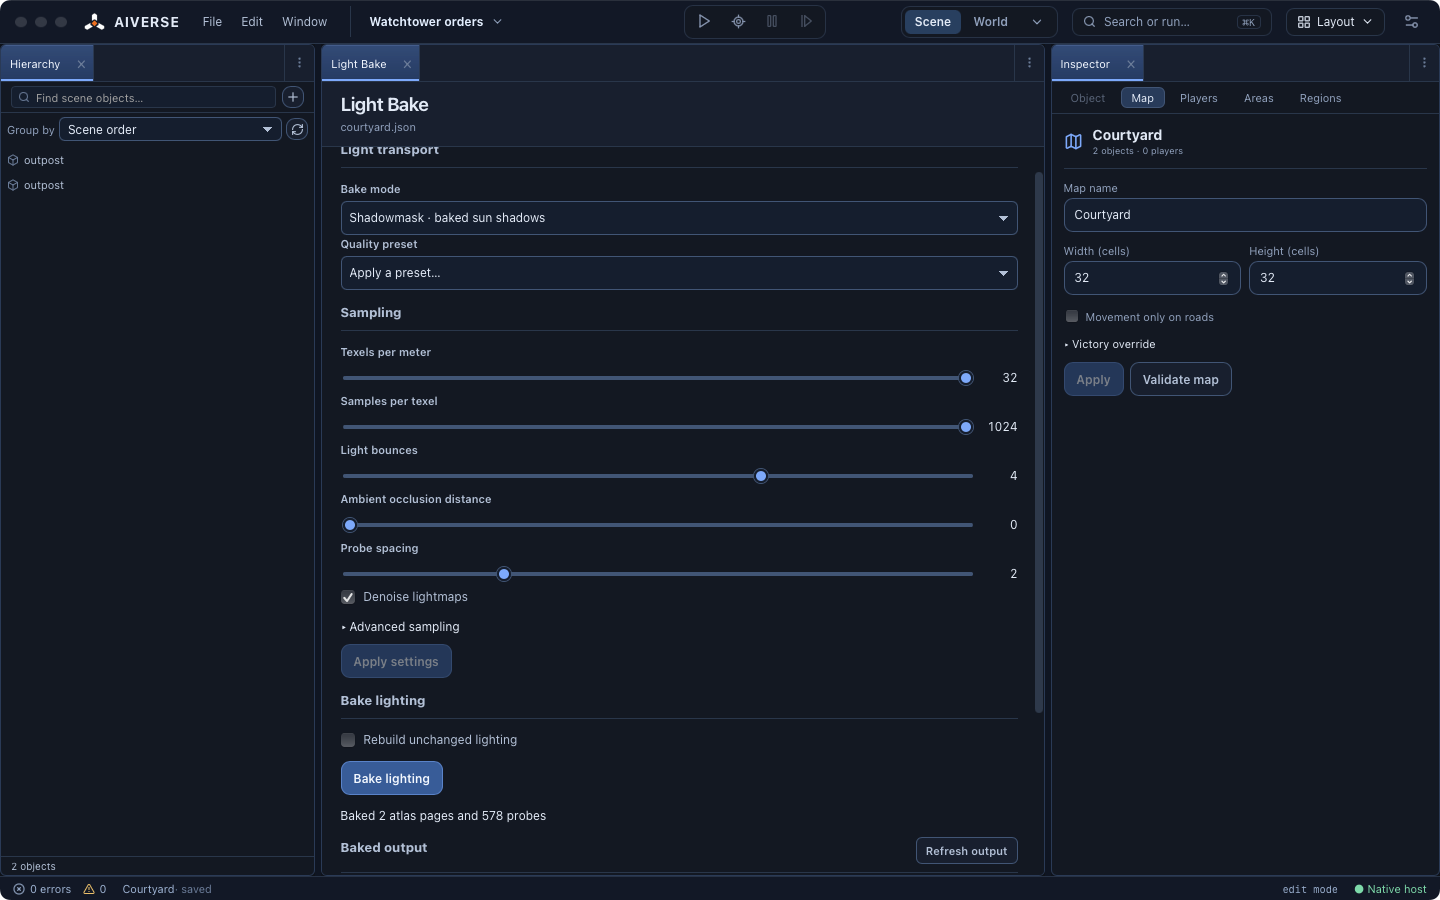 AIVERSE File Edit Window Watchtower orders Scene World Search or run... ⌘K Layout
Hierarchy
Find scene objects...
Group by Scene order
outpost
outpost
2 objects
Light Bake
Light Bake
courtyard.json
Light transport
Bake mode
Shadowmask · baked sun shadows
Quality preset
Apply a preset...
Sampling
Texels per meter
32
Samples per texel
1024
Light bounces
4
Ambient occlusion distance
0
Probe spacing
2
Denoise lightmaps
Advanced sampling
Apply settings
Bake lighting
Rebuild unchanged lighting
Bake lighting
Baked 2 atlas pages and 578 probes
Baked output Refresh output
Inspector
Object Map Players Areas Regions
Courtyard
2 objects · 0 players
Map name
Courtyard
Width (cells) Height (cells)
32 32
Movement only on roads
Victory override
Apply Validate map
0 errors 0 Courtyard · saved edit mode Native host